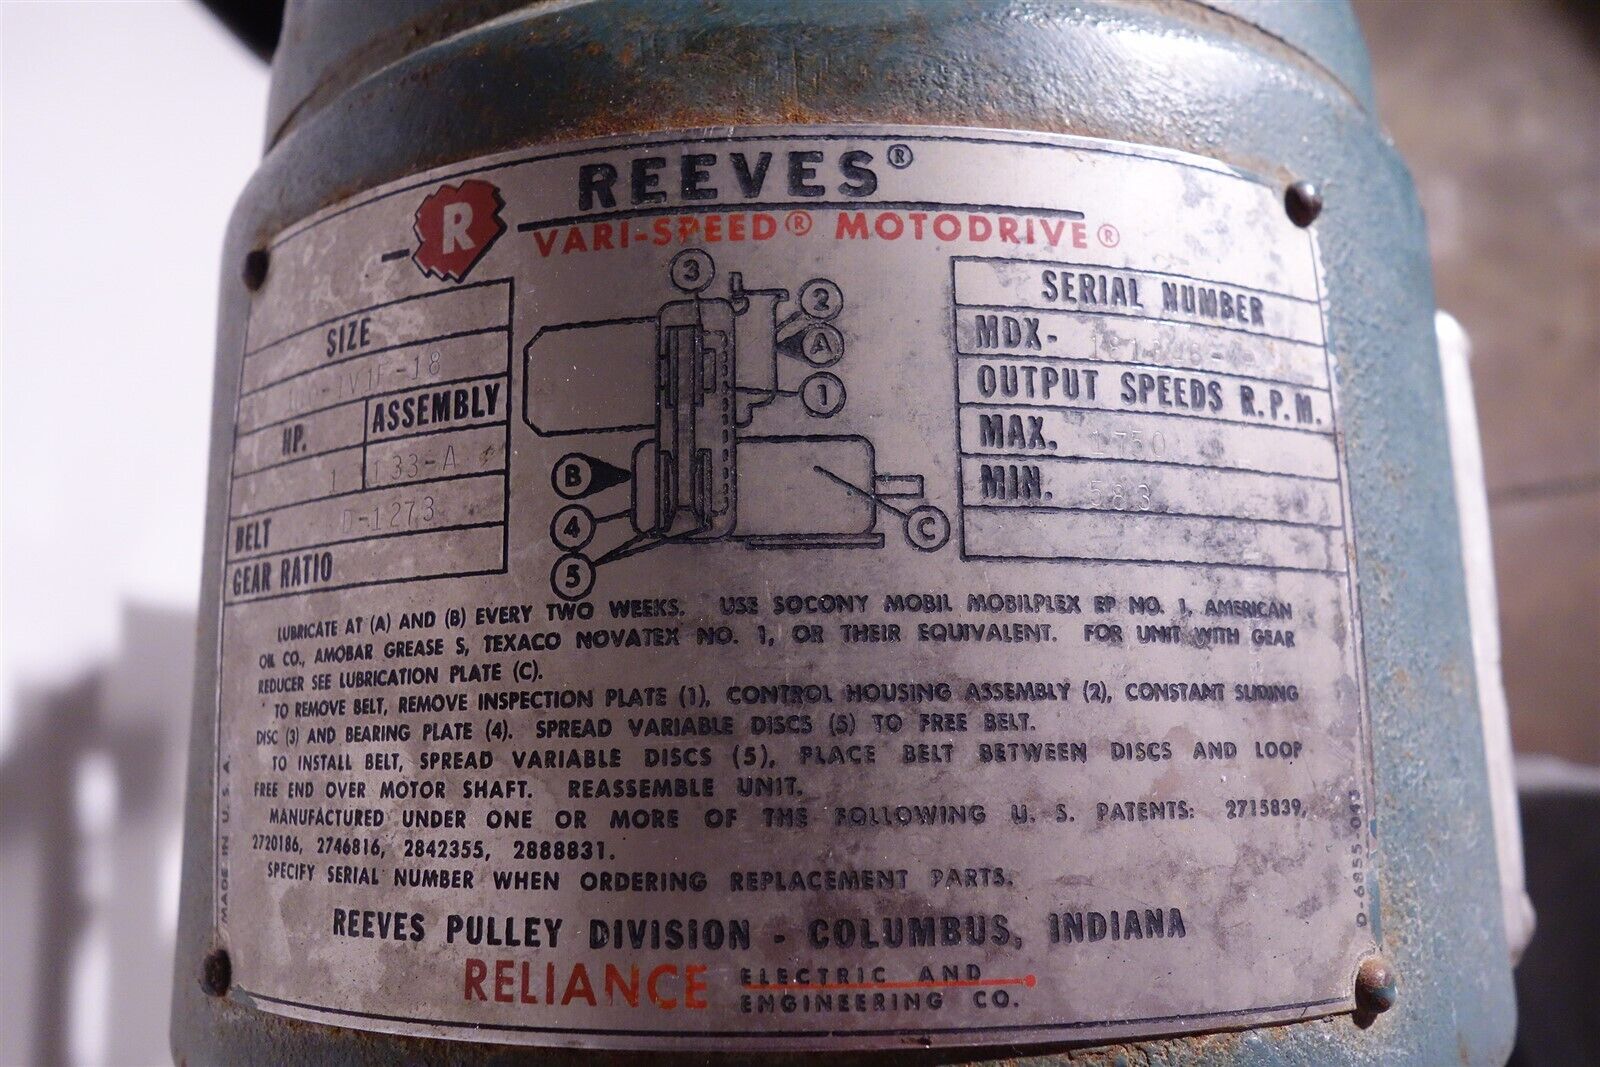 R
REEVES®
VARI-SPEED® MOTODRIVE®
SIZE
HP. ASSEMBLY
1 133-A
BELT D-1273
GEAR RATIO
3
2
A
1
B
4
5
C
SERIAL NUMBER
MDX-
OUTPUT SPEEDS R.P.M.
MAX. 1750
MIN. 583
LUBRICATE AT (A) AND (B) EVERY TWO WEEKS. USE SOCONY MOBIL MOBILPLEX EP NO. 1, AMERICAN
OIL CO., AMOBAR GREASE S, TEXACO NOVATEX NO. 1, OR THEIR EQUIVALENT. FOR UNIT WITH GEAR
REDUCER SEE LUBRICATION PLATE (C).
TO REMOVE BELT, REMOVE INSPECTION PLATE (1), CONTROL HOUSING ASSEMBLY (2), CONSTANT SLIDING
DISC (3) AND BEARING PLATE (4). SPREAD VARIABLE DISCS (5) TO FREE BELT.
TO INSTALL BELT, SPREAD VARIABLE DISCS (5), PLACE BELT BETWEEN DISCS AND LOOP
FREE END OVER MOTOR SHAFT. REASSEMBLE UNIT.
MANUFACTURED UNDER ONE OR MORE OF THE FOLLOWING U. S. PATENTS: 2715839,
2720186, 2746816, 2842355, 2888831.
SPECIFY SERIAL NUMBER WHEN ORDERING REPLACEMENT PARTS.
REEVES PULLEY DIVISION - COLUMBUS, INDIANA
RELIANCE ELECTRIC AND
ENGINEERING CO.
MADE IN U. S. A.
D-6855-043